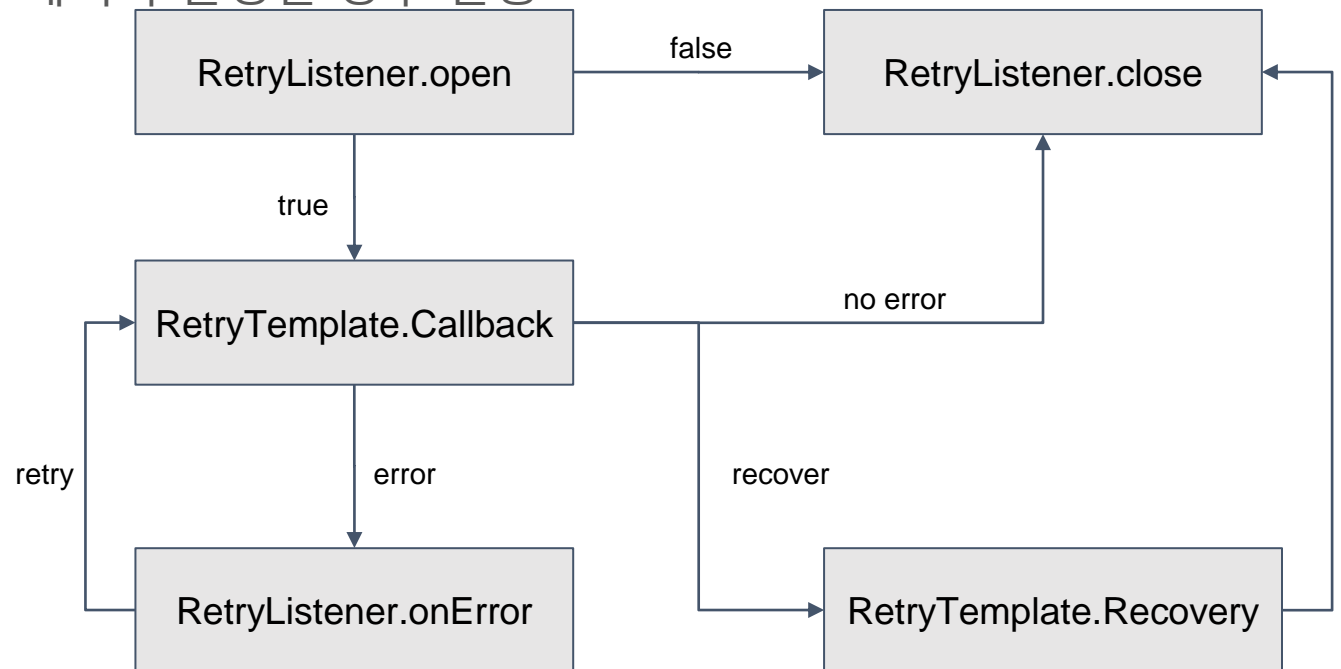 RetryListener.open
false
RetryListener.close
true
RetryTemplate.Callback
no error
retry
error
recover
RetryListener.onError
RetryTemplate.Recovery